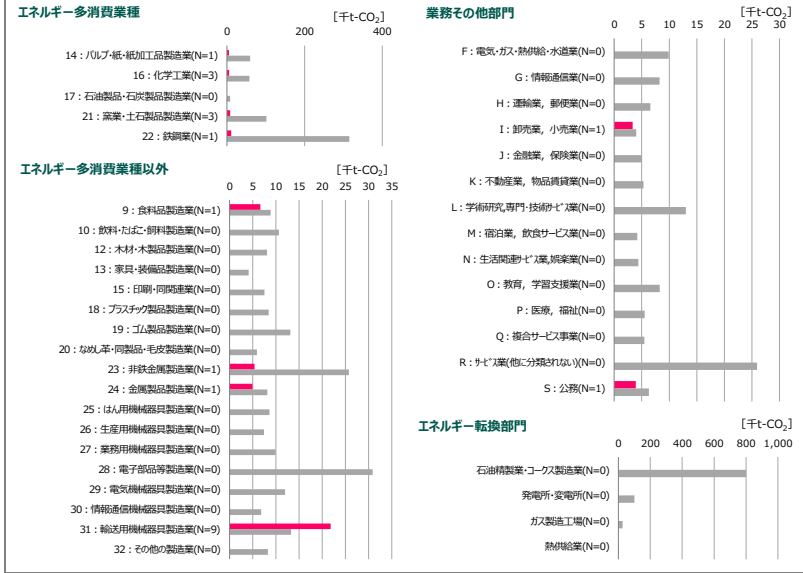 エネルギー多消費業種
[千t-CO₂]
0 200 400
14：パルプ・紙・紙加工品製造業(N=1)
16：化学工業(N=3)
17：石油製品・石炭製品製造業(N=0)
21：窯業・土石製品製造業(N=3)
22：鉄鋼業(N=1)
エネルギー多消費業種以外
[千t-CO₂]
0 5 10 15 20 25 30 35
9：食料品製造業(N=1)
10：飲料・たばこ・飼料製造業(N=0)
12：木材・木製品製造業(N=0)
13：家具・装備品製造業(N=0)
15：印刷・同関連業(N=0)
18：プラスチック製品製造業(N=0)
19：ゴム製品製造業(N=0)
20：なめし革・同製品・毛皮製造業(N=0)
23：非鉄金属製造業(N=1)
24：金属製品製造業(N=1)
25：はん用機械器具製造業(N=0)
26：生産用機械器具製造業(N=0)
27：業務用機械器具製造業(N=0)
28：電子部品等製造業(N=0)
29：電気機械器具製造業(N=0)
30：情報通信機械器具製造業(N=0)
31：輸送用機械器具製造業(N=9)
32：その他の製造業(N=0)
業務その他部門
[千t-CO₂]
0 5 10 15 20 25 30
F：電気・ガス・熱供給・水道業(N=0)
G：情報通信業(N=0)
H：運輸業，郵便業(N=0)
I：卸売業，小売業(N=1)
J：金融業，保険業(N=0)
K：不動産業，物品賃貸業(N=0)
L：学術研究,専門・技術ｻｰﾋﾞｽ業(N=0)
M：宿泊業，飲食サービス業(N=0)
N：生活関連ｻｰﾋﾞｽ業,娯楽業(N=0)
O：教育，学習支援業(N=0)
P：医療，福祉(N=0)
Q：複合サービス事業(N=0)
R：ｻｰﾋﾞｽ業(他に分類されない)(N=0)
S：公務(N=1)
エネルギー転換部門
[千t-CO₂]
0 200 400 600 800 1,000
石油精製業・コークス製造業(N=0)
発電所・変電所(N=0)
ガス製造工場(N=0)
熱供給業(N=0)